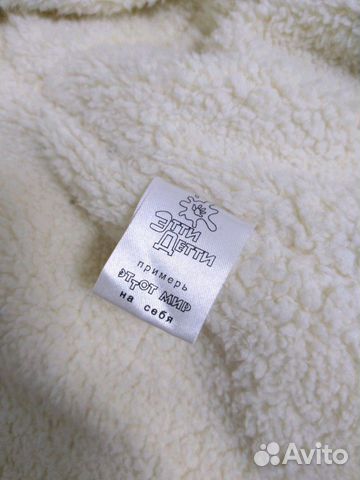 Этти
Детти
примерь
эттот мир
на себя
Avito